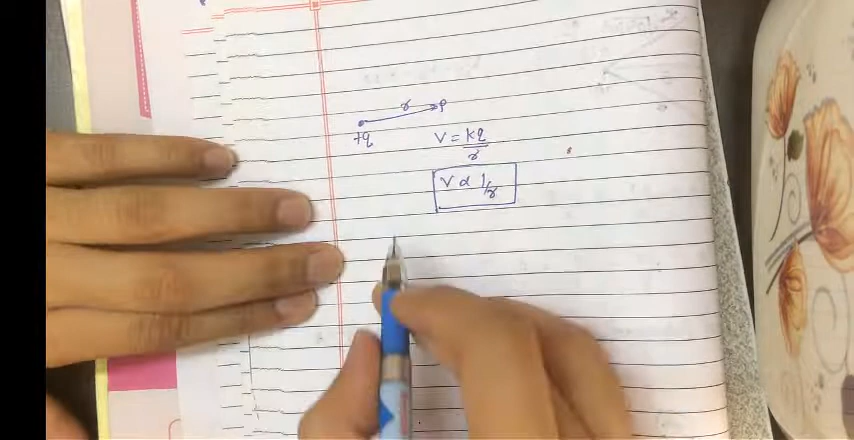 r p
+q
V = kq/r
V α 1/r